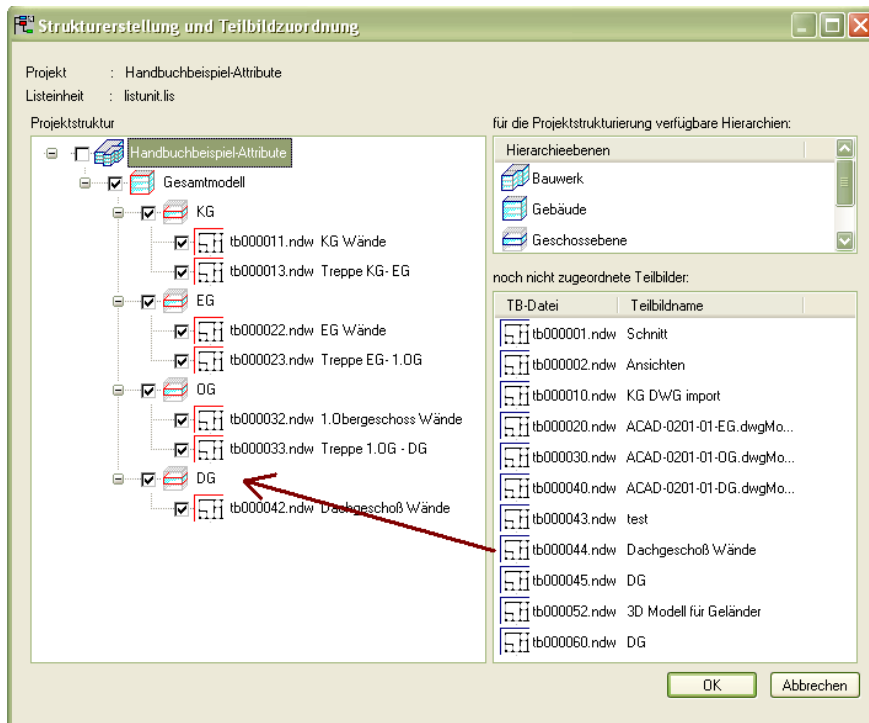 Strukturerstellung und Teilbildzuordnung
Projekt : Handbuchbeispiel-Attribute
Listeinheit : listunit.lis
Projektstruktur
Handbuchbeispiel-Attribute
Gesamtmodell
KG
tb000011.ndw KG Wände
tb000013.ndw Treppe KG- EG
EG
tb000022.ndw EG Wände
tb000023.ndw Treppe EG- 1.OG
OG
tb000032.ndw 1.Obergeschoss Wände
tb000033.ndw Treppe 1.OG - DG
DG
tb000042.ndw Dachgeschoß Wände
für die Projektstrukturierung verfügbare Hierarchien:
Hierarchieebenen
Bauwerk
Gebäude
Geschossebene
noch nicht zugeordnete Teilbilder:
TB-Datei Teilbildname
tb000001.ndw Schnitt
tb000002.ndw Ansichten
tb000010.ndw KG DWG import
tb000020.ndw ACAD-0201-01-EG.dwgMo...
tb000030.ndw ACAD-0201-01-OG.dwgMo...
tb000040.ndw ACAD-0201-01-DG.dwgMo...
tb000043.ndw test
tb000044.ndw Dachgeschoß Wände
tb000045.ndw DG
tb000052.ndw 3D Modell für Geländer
tb000060.ndw DG
OK Abbrechen